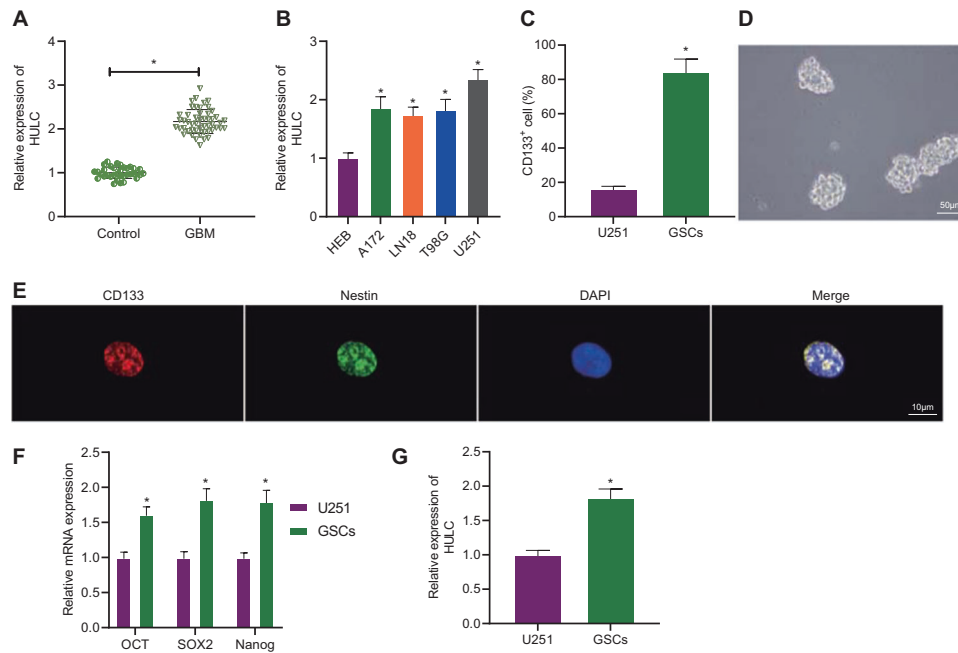 A
Relative expression of
HULC
4
3
2
1
0
*
Control
GBM
B
Relative expression of
HULC
3
2
1
0
*
*
*
*
HEB
A172
LN18
T98G
U251
C
CD133+ cell (%)
100
80
60
40
20
0
*
U251
GSCs
D
50μm
E
CD133
Nestin
DAPI
Merge
10μm
F
Relative mRNA expression
2.5
2.0
1.5
1.0
0.5
0.0
*
*
*
OCT
SOX2
Nanog
U251
GSCs
G
Relative expression of
HULC
2.5
2.0
1.5
1.0
0.5
0.0
*
U251
GSCs